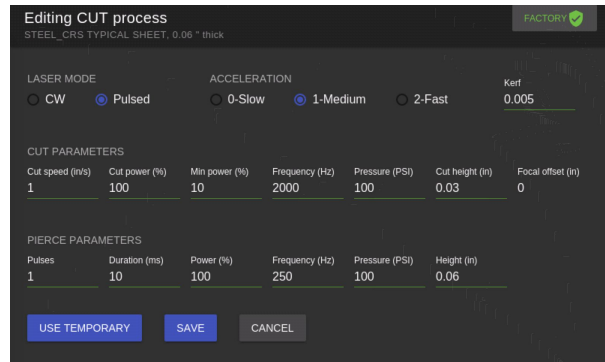 Editing CUT process
FACTORY
STEEL_CRS TYPICAL SHEET, 0.06 " thick
LASER MODE
ACCELERATION
CW
Pulsed
0-Slow
1-Medium
2-Fast
Kerf
0.005
CUT PARAMETERS
Cut speed (in/s) Cut power (%) Min power (%) Frequency (Hz) Pressure (PSI) Cut height (in) Focal offset (in)
1 100 10 2000 100 0.03 0
PIERCE PARAMETERS
Pulses Duration (ms) Power (%) Frequency (Hz) Pressure (PSI) Height (in)
1 10 100 250 100 0.06
USE TEMPORARY SAVE CANCEL